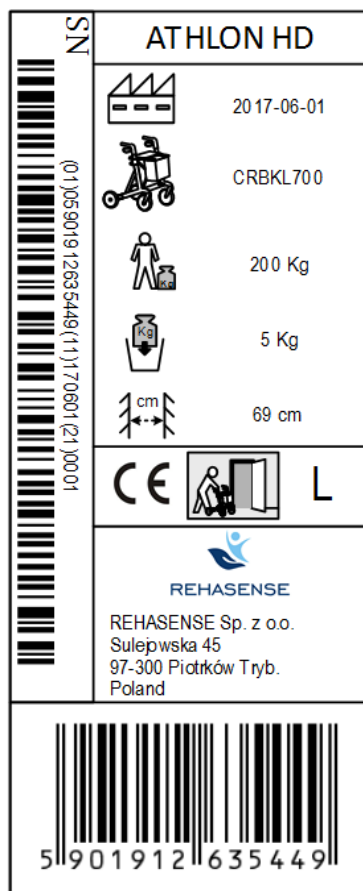 SN
(01)05901912635449(11)170601(21)0001
ATHLON HD
2017-06-01
CRBKL700
Kg
200 Kg
Kg
5 Kg
cm
69 cm
CE
L
REHASENSE
REHASENSE Sp. z o.o.
Sulejowska 45
97-300 Piotrków Tryb.
Poland
5 901912 635449